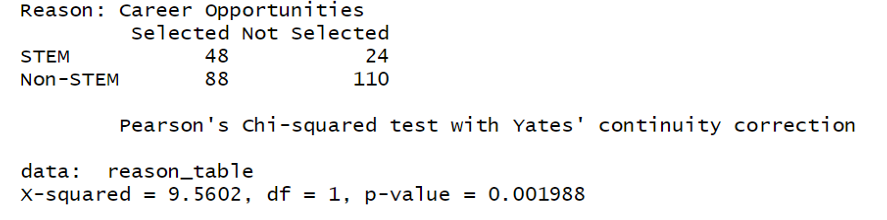 Reason: Career Opportunities
Selected Not Selected
STEM 48 24
Non-STEM 88 110
Pearson's Chi-squared test with Yates' continuity correction
data: reason_table
X-squared = 9.5602, df = 1, p-value = 0.001988